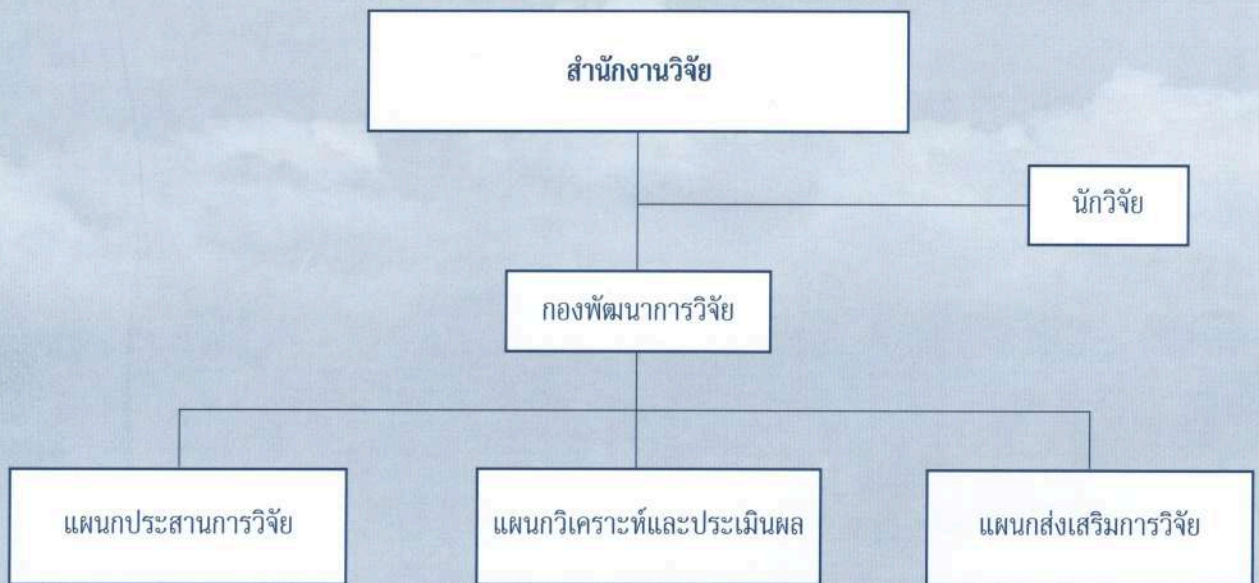 สำนักงานวิจัย
นักวิจัย
กองพัฒนาการวิจัย
แผนกประสานการวิจัย
แผนกวิเคราะห์และประเมินผล
แผนกส่งเสริมการวิจัย